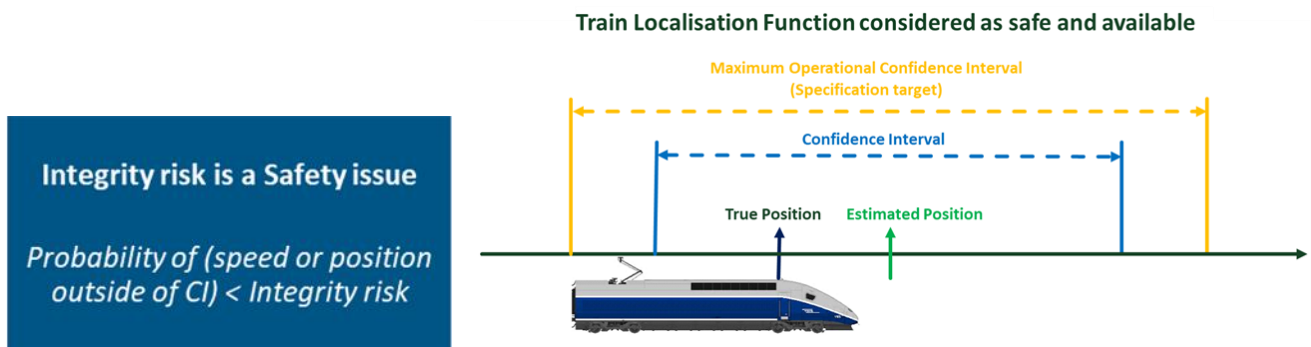 Train Localisation Function considered as safe and available
Maximum Operational Confidence Interval
(Specification target)
Confidence Interval
True Position
Estimated Position
Integrity risk is a Safety issue
Probability of (speed or position
outside of CI) < Integrity risk